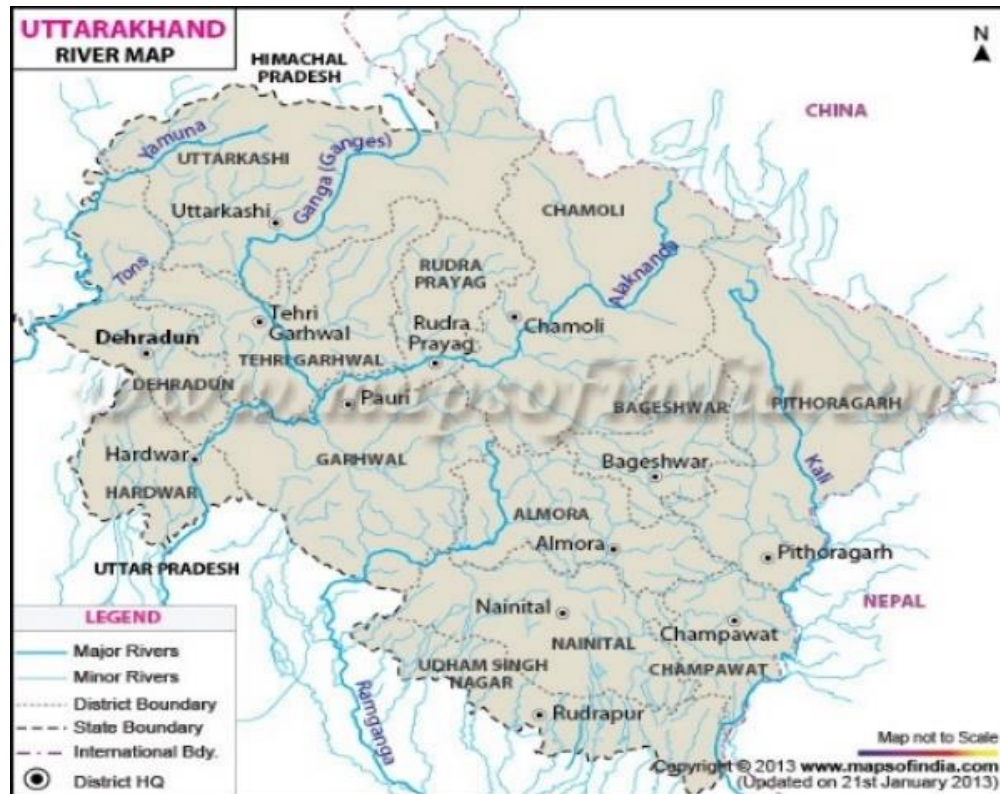 UTTARAKHAND
RIVER MAP
N
HIMACHAL
PRADESH
CHINA
Yamuna
UTTARKASHI
Ganga (Ganges)
Uttarkashi
CHAMOLI
Alaknanda
Tons
RUDRA
PRAYAG
Tehri
Garhwal
Rudra
Prayag
Chamoli
Dehradun
TEHRI GARHWAL
DEHRADUN
Pauri
www.mapsofindia.com
BAGESHWAR
PITHORAGARH
Hardwar
GARHWAL
Bageshwar
Kali
HARDWAR
ALMORA
Almora
Pithoragarh
UTTAR PRADESH
Nainital
NEPAL
NAINITAL
Champawat
UDHAM SINGH
NAGAR
CHAMPAWAT
Ramganga
Rudrapur
LEGEND
Major Rivers
Minor Rivers
District Boundary
State Boundary
International Bdy.
District HQ
Map not to Scale
Copyright © 2013 www.mapsofindia.com
(Updated on 21st January 2013)